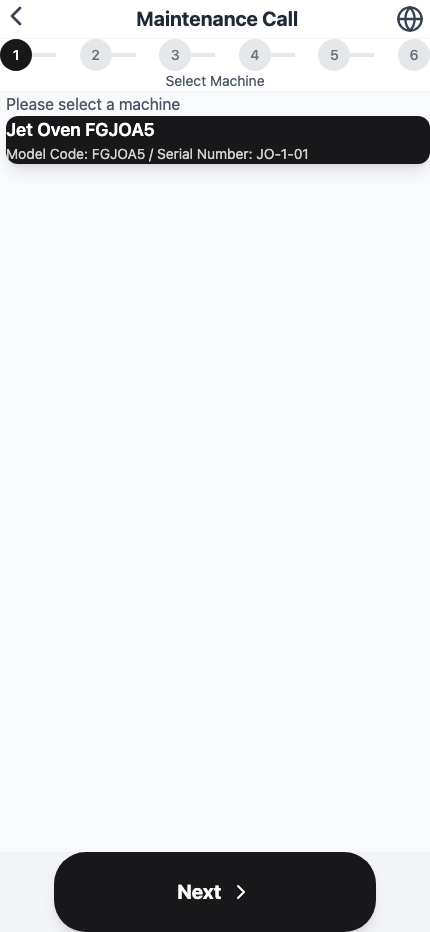 Maintenance Call
1 2 3 4 5 6
Select Machine
Please select a machine
Jet Oven FGJOA5
Model Code: FGJOA5 / Serial Number: JO-1-01
Next